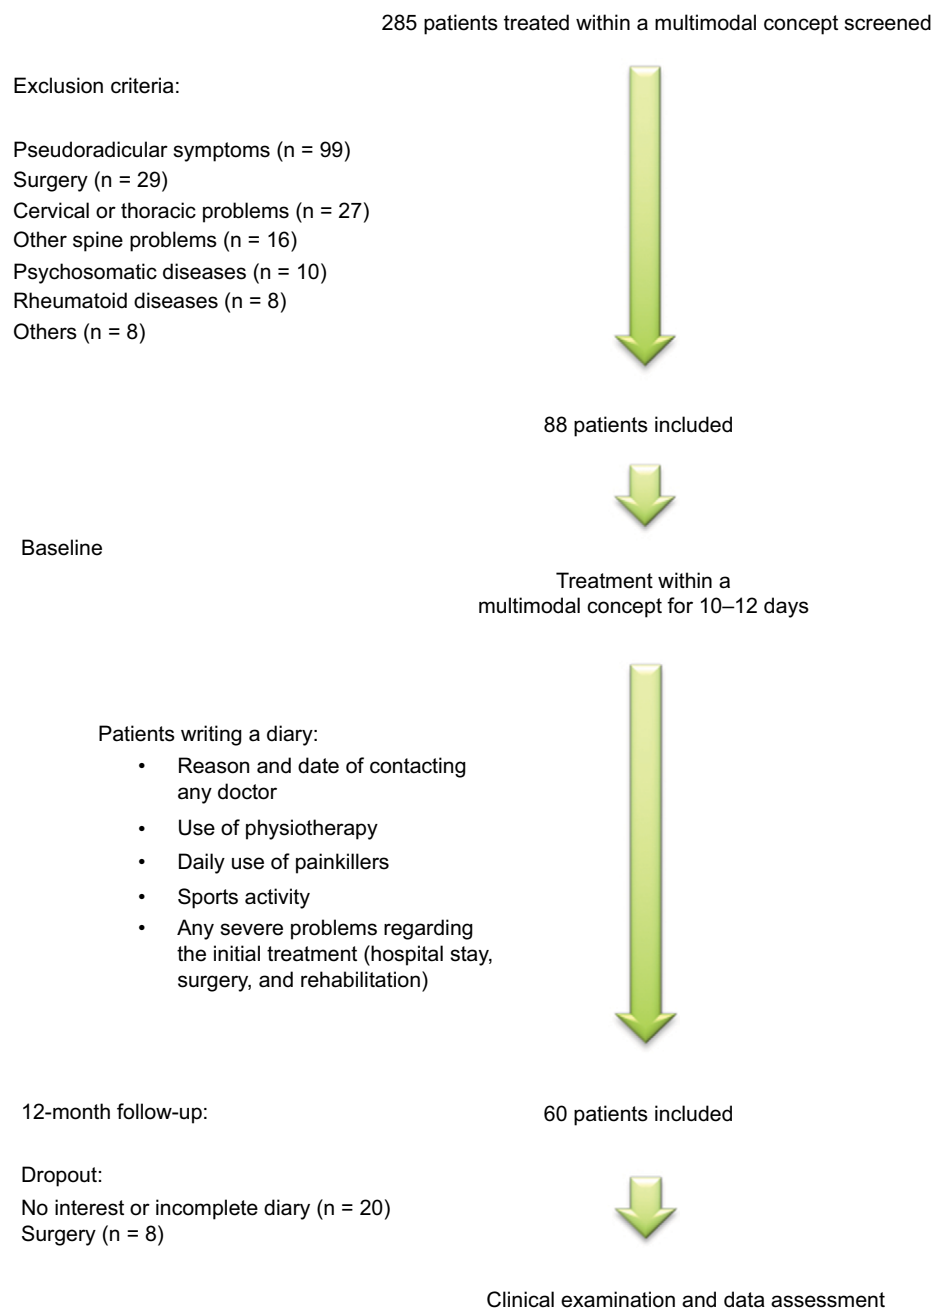 285 patients treated within a multimodal concept screened
Exclusion criteria:
Pseudoradicular symptoms (n = 99)
Surgery (n = 29)
Cervical or thoracic problems (n = 27)
Other spine problems (n = 16)
Psychosomatic diseases (n = 10)
Rheumatoid diseases (n = 8)
Others (n = 8)
88 patients included
Baseline
Treatment within a
multimodal concept for 10–12 days
Patients writing a diary:
• Reason and date of contacting
any doctor
• Use of physiotherapy
• Daily use of painkillers
• Sports activity
• Any severe problems regarding
the initial treatment (hospital stay,
surgery, and rehabilitation)
12-month follow-up:
60 patients included
Dropout:
No interest or incomplete diary (n = 20)
Surgery (n = 8)
Clinical examination and data assessment